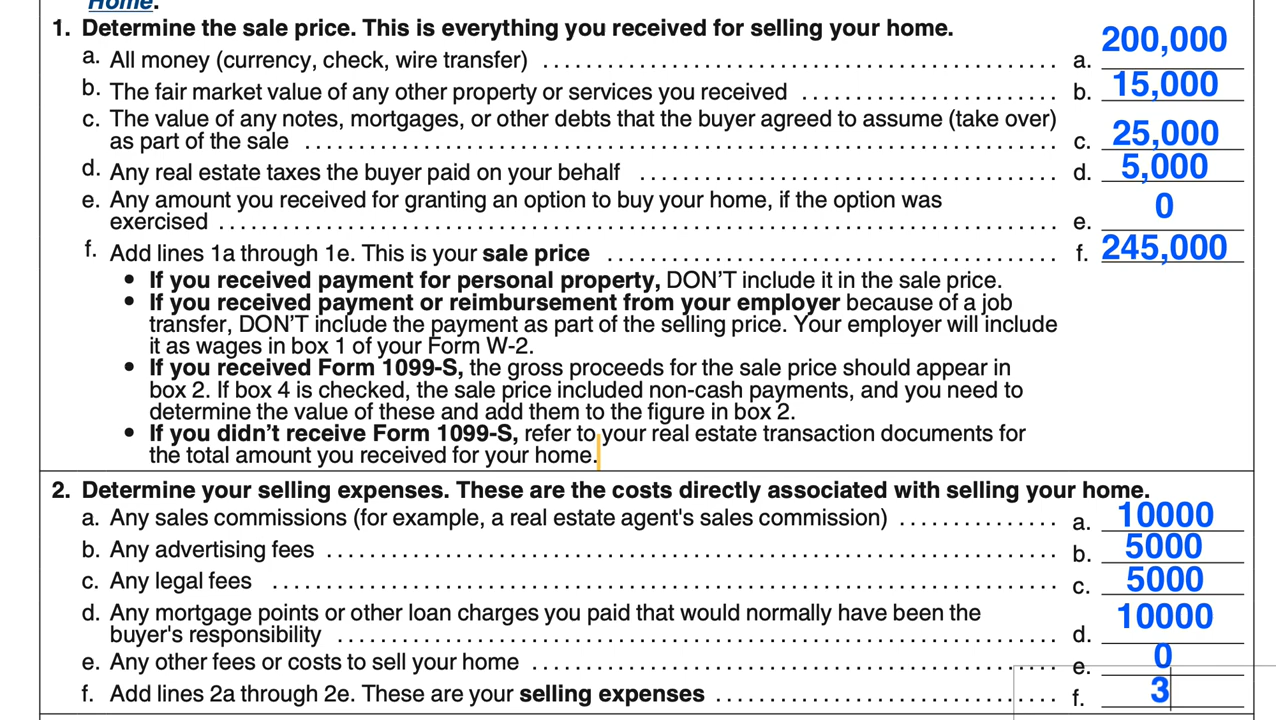 Home.
1. Determine the sale price. This is everything you received for selling your home.
a. All money (currency, check, wire transfer) a. 200,000
b. The fair market value of any other property or services you received b. 15,000
c. The value of any notes, mortgages, or other debts that the buyer agreed to assume (take over)
as part of the sale c. 25,000
d. Any real estate taxes the buyer paid on your behalf d. 5,000
e. Any amount you received for granting an option to buy your home, if the option was
exercised e. 0
f. Add lines 1a through 1e. This is your sale price f. 245,000
• If you received payment for personal property, DON'T include it in the sale price.
• If you received payment or reimbursement from your employer because of a job
transfer, DON'T include the payment as part of the selling price. Your employer will include
it as wages in box 1 of your Form W-2.
• If you received Form 1099-S, the gross proceeds for the sale price should appear in
box 2. If box 4 is checked, the sale price included non-cash payments, and you need to
determine the value of these and add them to the figure in box 2.
• If you didn't receive Form 1099-S, refer to your real estate transaction documents for
the total amount you received for your home.
2. Determine your selling expenses. These are the costs directly associated with selling your home.
a. Any sales commissions (for example, a real estate agent's sales commission) a. 10000
b. Any advertising fees b. 5000
c. Any legal fees c. 5000
d. Any mortgage points or other loan charges you paid that would normally have been the
buyer's responsibility d. 10000
e. Any other fees or costs to sell your home e. 0
f. Add lines 2a through 2e. These are your selling expenses f. 3